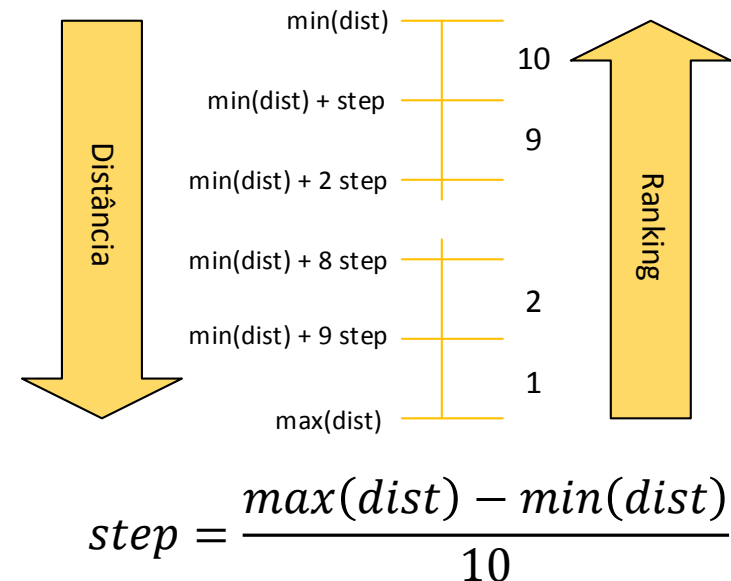 min(dist)
10
min(dist) + step
9
min(dist) + 2 step
Distância
Ranking
min(dist) + 8 step
2
min(dist) + 9 step
1
max(dist)
step = \frac{max(dist) − min(dist)}{10}